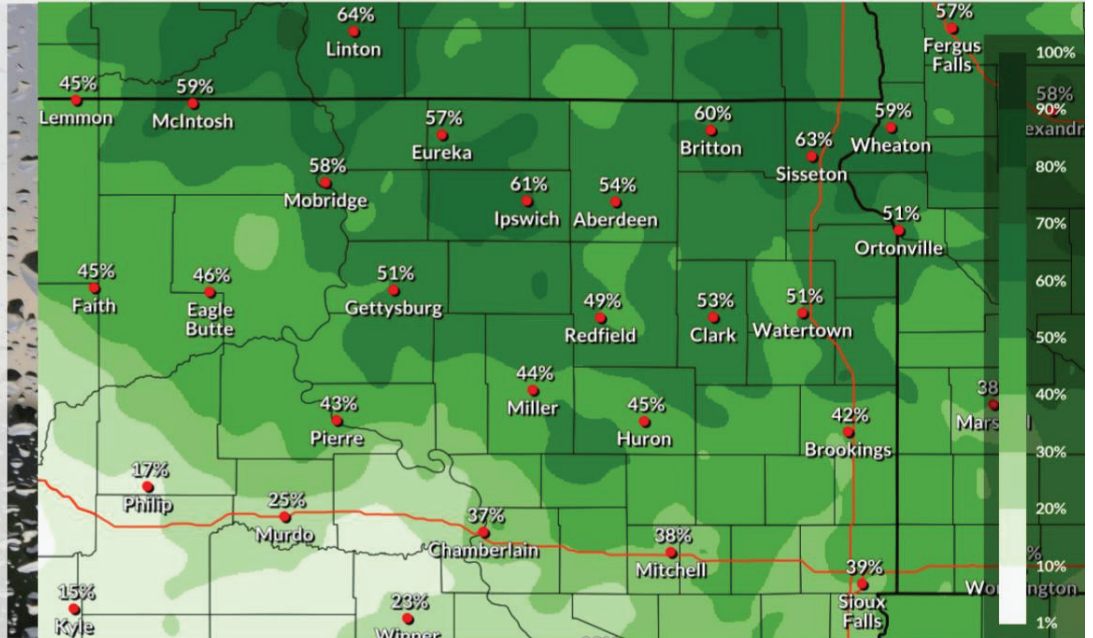 64%
Linton
57%
Fergus
Falls
100%
45%
Lemmon
59%
McIntosh
58%
90%
57%
Eureka
60%
Britton
63%
Sisseton
59%
Wheaton
80%
58%
Mobridge
61%
Ipswich
54%
Aberdeen
51%
Ortonville
70%
45%
Faith
46%
Eagle
Butte
51%
Gettysburg
49%
Redfield
53%
Clark
51%
Watertown
60%
50%
44%
Miller
43%
Pierre
45%
Huron
42%
Brookings
38
40%
30%
17%
Philip
25%
Murdo
37%
Chamberlain
38%
Mitchell
39%
Sioux
Falls
20%
10%
15%
Kyle
23%
Winner
1%